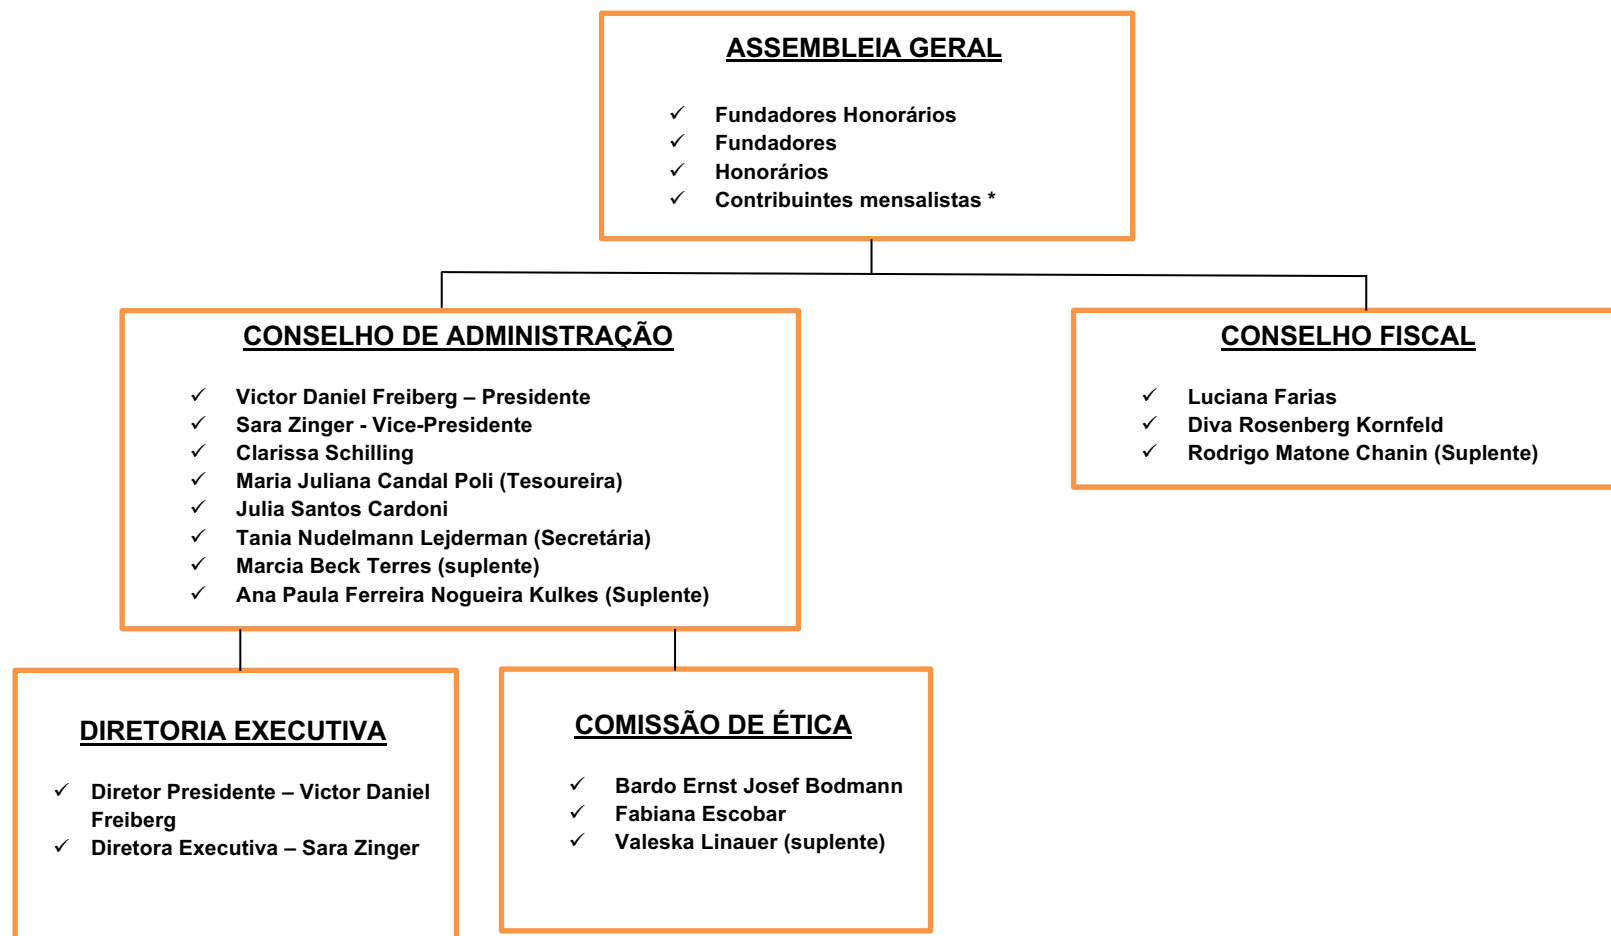 ASSEMBLEIA GERAL
✓ Fundadores Honorários
✓ Fundadores
✓ Honorários
✓ Contribuintes mensalistas *
CONSELHO DE ADMINISTRAÇÃO
✓ Victor Daniel Freiberg – Presidente
✓ Sara Zinger - Vice-Presidente
✓ Clarissa Schilling
✓ Maria Juliana Candal Poli (Tesoureira)
✓ Julia Santos Cardoni
✓ Tania Nudelmann Lejderman (Secretária)
✓ Marcia Beck Terres (suplente)
✓ Ana Paula Ferreira Nogueira Kulkes (Suplente)
CONSELHO FISCAL
✓ Luciana Farias
✓ Diva Rosenberg Kornfeld
✓ Rodrigo Matone Chanin (Suplente)
DIRETORIA EXECUTIVA
✓ Diretor Presidente – Victor Daniel
Freiberg
✓ Diretora Executiva – Sara Zinger
COMISSÃO DE ÉTICA
✓ Bardo Ernst Josef Bodmann
✓ Fabiana Escobar
✓ Valeska Linauer (suplente)